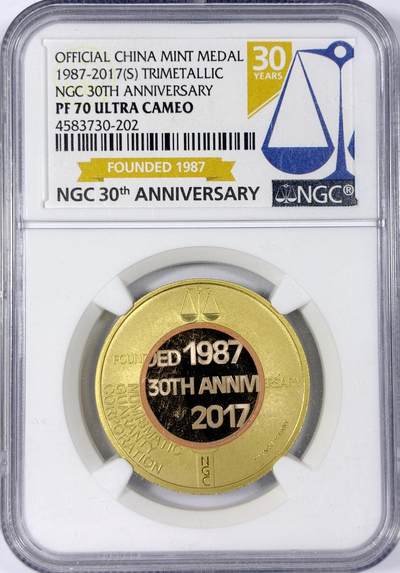 OFFICIAL CHINA MINT MEDAL
1987-2017(S) TRIMETALLIC
NGC 30TH ANNIVERSARY
PF 70 ULTRA CAMEO
4583730-202
30
YEARS
FOUNDED 1987
NGC 30th ANNIVERSARY
NGC®
FOUNDED 1987
30TH ANNIVERSARY
2017
NUMISMATIC
GUARANTY
CORPORATION
NGC